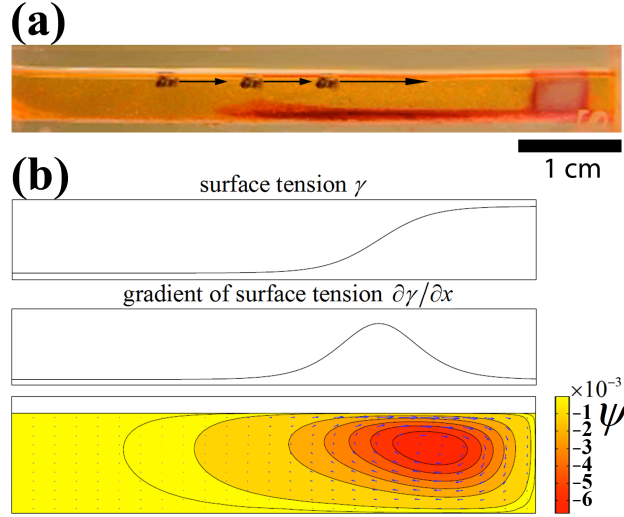 (a)
1 cm
(b)
surface tension γ
gradient of surface tension ∂γ/∂x
×10⁻³
-1
-2
-3
-4
-5
-6
ψ